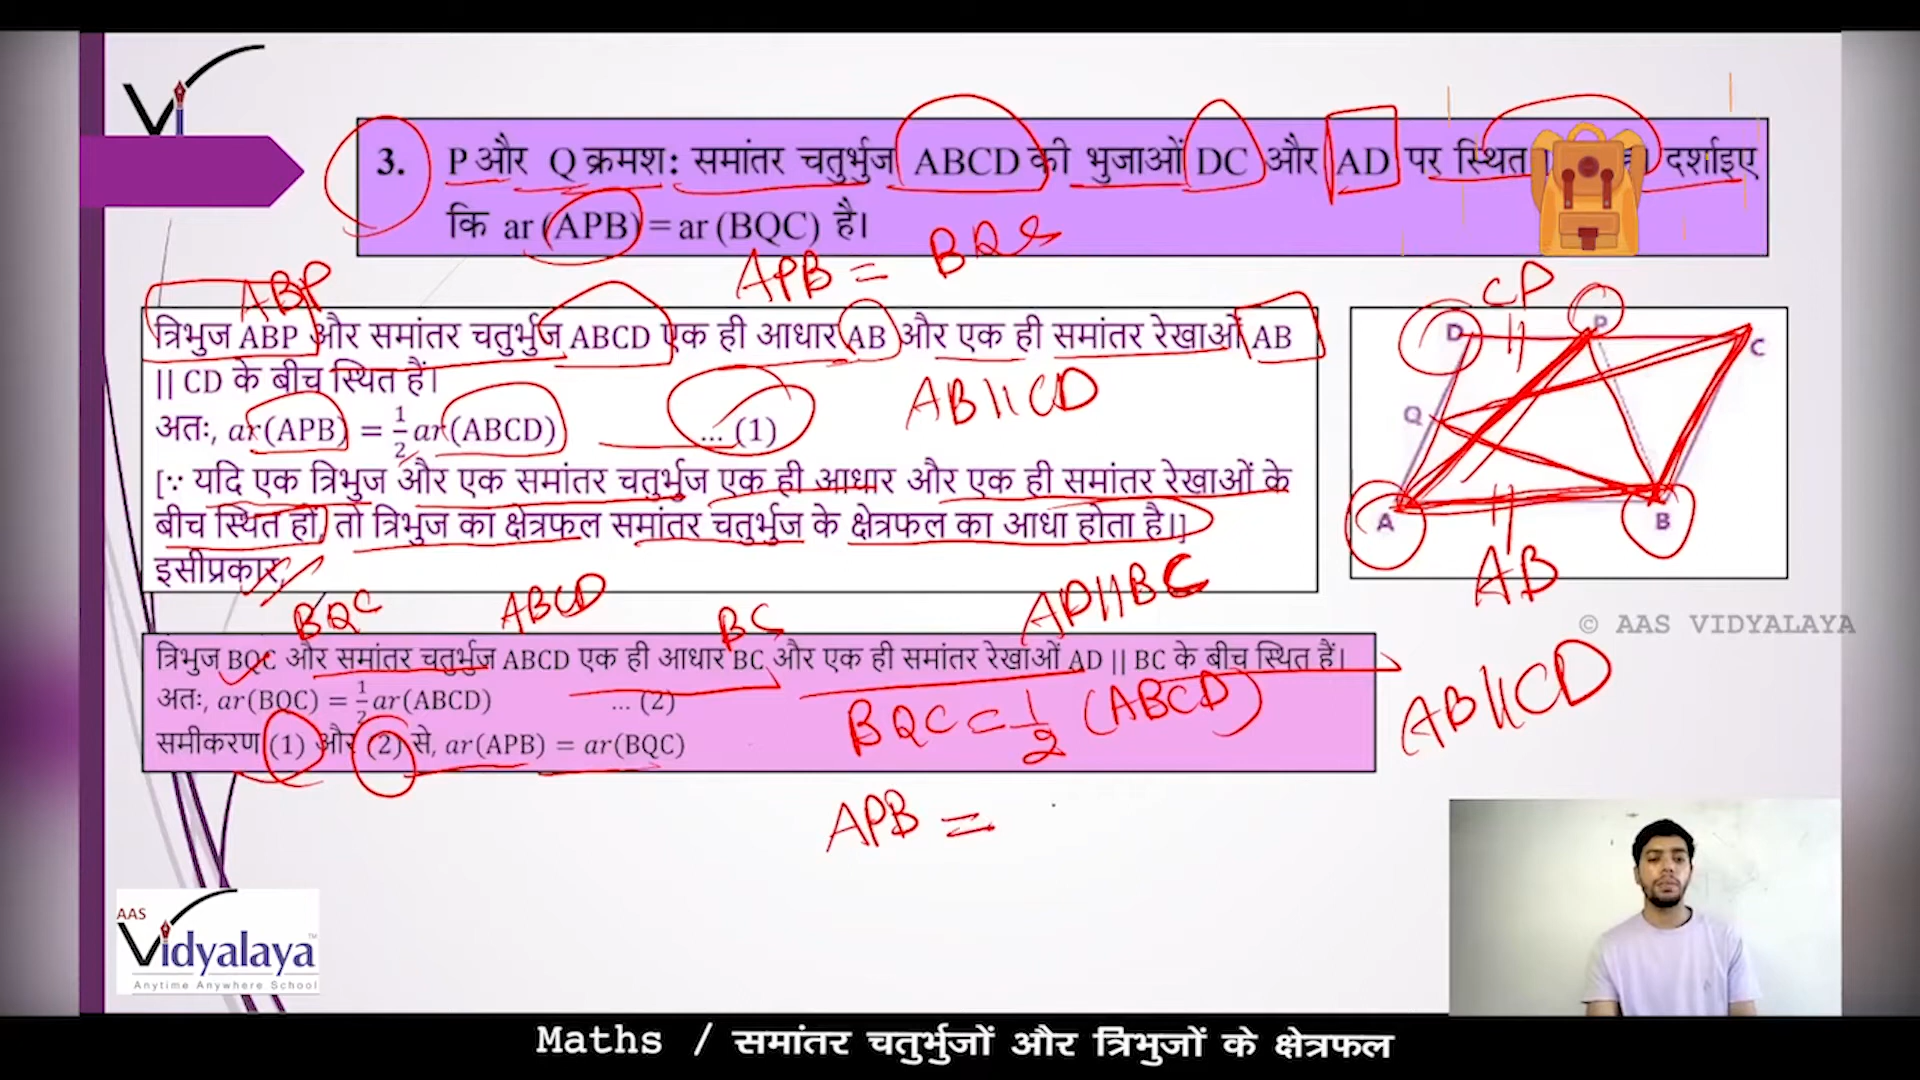 3. P और Q क्रमश: समांतर चतुर्भुज ABCD की भुजाओं DC और AD पर स्थित दर्शाइए
कि ar (APB) = ar (BQC) है।
APB = BQC
ABP
त्रिभुज ABP और समांतर चतुर्भुज ABCD एक ही आधार AB और एक ही समांतर रेखाओं AB
|| CD के बीच स्थित हैं।
AB || CD
अतः, ar(APB) = 1/2 ar(ABCD) ... (1)
[∵ यदि एक त्रिभुज और एक समांतर चतुर्भुज एक ही आधार और एक ही समांतर रेखाओं के
बीच स्थित हों, तो त्रिभुज का क्षेत्रफल समांतर चतुर्भुज के क्षेत्रफल का आधा होता है।]
इसीप्रकार,
CP
D P C
Q
A B
AB
© AAS VIDYALAYA
BQC ABCD BC AD || BC
त्रिभुज BQC और समांतर चतुर्भुज ABCD एक ही आधार BC और एक ही समांतर रेखाओं AD || BC के बीच स्थित हैं।
अतः, ar(BQC) = 1/2 ar(ABCD) ... (2)
BQC = 1/2 (ABCD)
AB || CD
समीकरण (1) और (2) से, ar(APB) = ar(BQC)
APB =
AAS
Vidyalaya
Anytime Anywhere School
Maths / समांतर चतुर्भुजों और त्रिभुजों के क्षेत्रफल